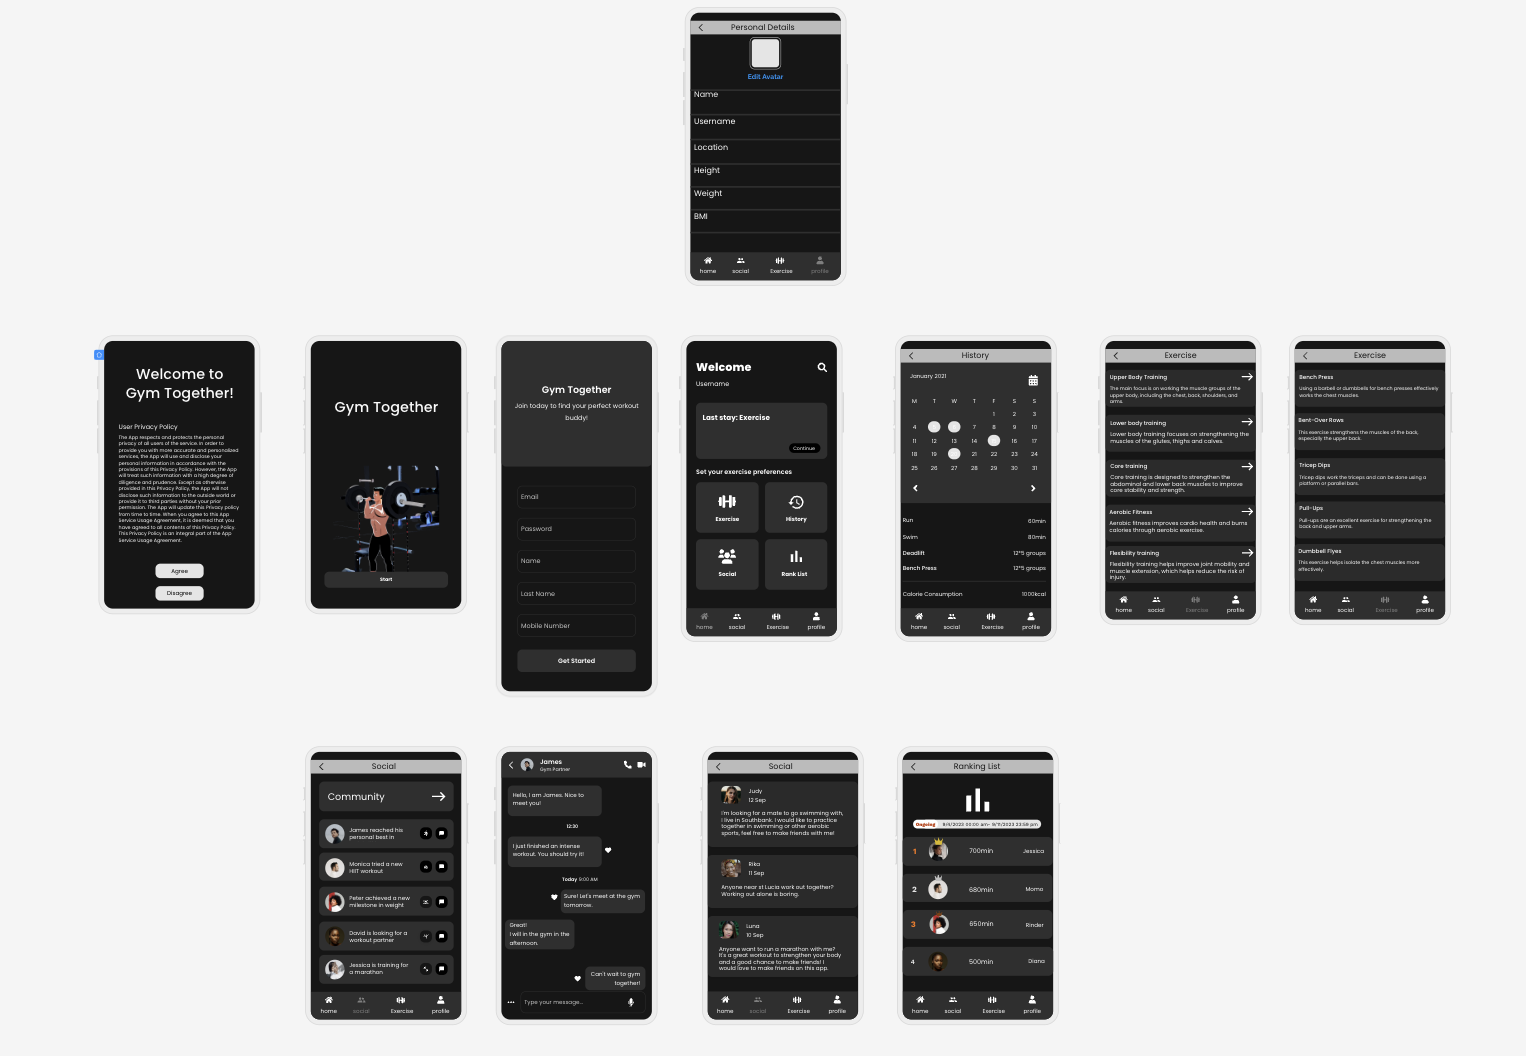 Personal Details
Edit Avatar
Name
Username
Location
Height
Weight
BMI
home social Exercise profile
Welcome to
Gym Together!
User Privacy Policy
The App respects and protects the personal
privacy of all users of the service. In order to
provide you with more accurate and personalized
services, the App will use and disclose your
personal information in accordance with the
provisions of this Privacy Policy. However, the App
will treat such information with a high degree of
diligence and prudence. Except as otherwise
provided in this Privacy Policy, the App will not
disclose such information to the outside world or
provide it to third parties without your prior
permission. The App will update this Privacy policy
from time to time. When you agree to this App
Service Usage Agreement, it is deemed that you
have agreed to all contents of this Privacy Policy.
This Privacy Policy is an integral part of the App
Service Usage Agreement.
Agree
Disagree
Gym Together
Start
Gym Together
Join today to find your perfect workout
buddy!
Email
Password
Name
Last Name
Mobile Number
Get Started
Welcome
Username
Last stay: Exercise
Continue
Set your exercise preferences
Exercise
History
Social
Rank List
home social Exercise profile
History
January 2021
M T W T F S S
1 2 3
4 7 8 9 10
11 12 13 14 16 17
18 19 21 22 23 24
25 26 27 28 29 30 31
Run 60min
Swim 80min
Deadlift 12*5 groups
Bench Press 12*5 groups
Calorie Consumption 1000kcal
home social Exercise profile
Exercise
Upper Body Training
The main focus is on working the muscle groups of the
upper body, including the chest, back, shoulders, and
arms.
Lower body training
Lower body training focuses on strengthening the
muscles of the glutes, thighs and calves.
Core training
Core training is designed to strengthen the
abdominal and lower back muscles to improve
core stability and strength.
Aerobic Fitness
Aerobic fitness improves cardio health and burns
calories through aerobic exercise.
Flexibility training
Flexibility training helps improve joint mobility and
muscle extension, which helps reduce the risk of
injury.
home social Exercise profile
Exercise
Bench Press
Using a barbell or dumbbells for bench presses effectively
works the chest muscles.
Bent-Over Rows
This exercise strengthens the muscles of the back,
especially the upper back.
Tricep Dips
Tricep dips work the triceps and can be done using a
platform or parallel bars.
Pull-Ups
Pull-ups are an excellent exercise for strengthening the
back and upper arms.
Dumbbell Flyes
This exercise helps isolate the chest muscles more
effectively.
home social Exercise profile
Social
Community
James reached his
personal best in
Monica tried a new
HIIT workout
Peter achieved a new
milestone in weight
David is looking for a
workout partner
Jessica is training for
a marathon
home social Exercise profile
James
Gym Partner
Hello, I am James. Nice to
meet you!
12:30
I just finished an intense
workout. You should try it!
Today 9:00 AM
Sure! Let's meet at the gym
tomorrow.
Great!
I will in the gym in the
afternoon.
Can't wait to gym
together!
Type your message...
Social
Judy
12 Sep
I'm looking for a mate to go swimming with,
I live in Southbank. I would like to practice
together in swimming or other aerobic
sports, feel free to make friends with me!
Rika
11 Sep
Anyone near st Lucia work out together?
Working out alone is boring.
Luna
10 Sep
Anyone want to run a marathon with me?
It's a great workout to strengthen your body
and a good chance to make friends! I
would love to make friends on this app.
home social Exercise profile
Ranking List
Ongoing
1 700min Jessica
2 680min Momo
3 650min Rinder
4 500min Diana
home social Exercise profile